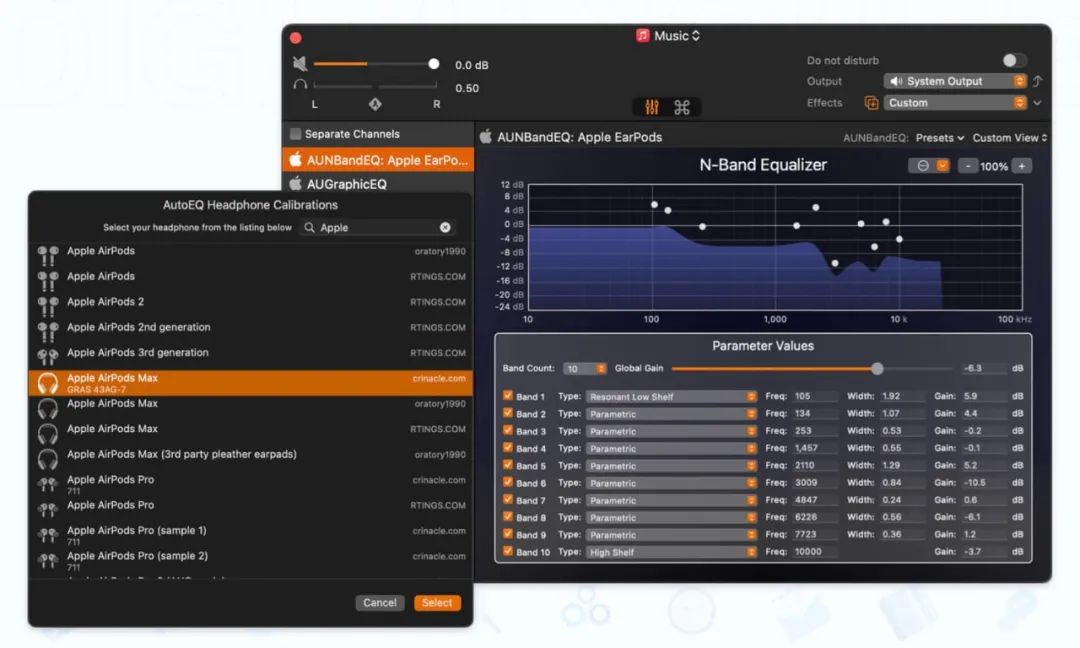 Music
0.0 dB
0.50
L
R
Do not disturb
Output
System Output
Effects
Custom
Separate Channels
AUNBandEQ: Apple EarPo...
AUGraphicEQ
AUNBandEQ: Apple EarPods
AUNBandEQ:
Presets
Custom View
N-Band Equalizer
- 100% +
12 dB
8 dB
4 dB
0 dB
-4 dB
-8 dB
-12 dB
-16 dB
-20 dB
-24 dB
10 100 1,000 10 k 100 kHz
Parameter Values
Band Count: 10 Global Gain -6.3 dB
Band 1 Type: Resonant Low Shelf Freq: 105 Width: 1.92 Gain: 5.9 dB
Band 2 Type: Parametric Freq: 134 Width: 1.07 Gain: 4.4 dB
Band 3 Type: Parametric Freq: 253 Width: 0.53 Gain: -0.2 dB
Band 4 Type: Parametric Freq: 1,457 Width: 0.55 Gain: -0.1 dB
Band 5 Type: Parametric Freq: 2110 Width: 1.29 Gain: 5.2 dB
Band 6 Type: Parametric Freq: 3009 Width: 0.84 Gain: -10.5 dB
Band 7 Type: Parametric Freq: 4847 Width: 0.24 Gain: 0.6 dB
Band 8 Type: Parametric Freq: 6226 Width: 0.56 Gain: -6.1 dB
Band 9 Type: Parametric Freq: 7723 Width: 0.36 Gain: 1.2 dB
Band 10 Type: High Shelf Freq: 10000 Gain: -3.7 dB
AutoEQ Headphone Calibrations
Select your headphone from the listing below Apple
Apple AirPods oratory1990
Apple AirPods RTINGS.COM
Apple AirPods 2 RTINGS.COM
Apple AirPods 2nd generation RTINGS.COM
Apple AirPods 3rd generation RTINGS.COM
Apple AirPods Max crinacle.com
GRAS 43AG-7
Apple AirPods Max oratory1990
Apple AirPods Max RTINGS.COM
Apple AirPods Max (3rd party pleather earpads) oratory1990
Apple AirPods Pro crinacle.com
711
Apple AirPods Pro RTINGS.COM
Apple AirPods Pro (sample 1) crinacle.com
711
Apple AirPods Pro (sample 2) crinacle.com
711
Cancel
Select